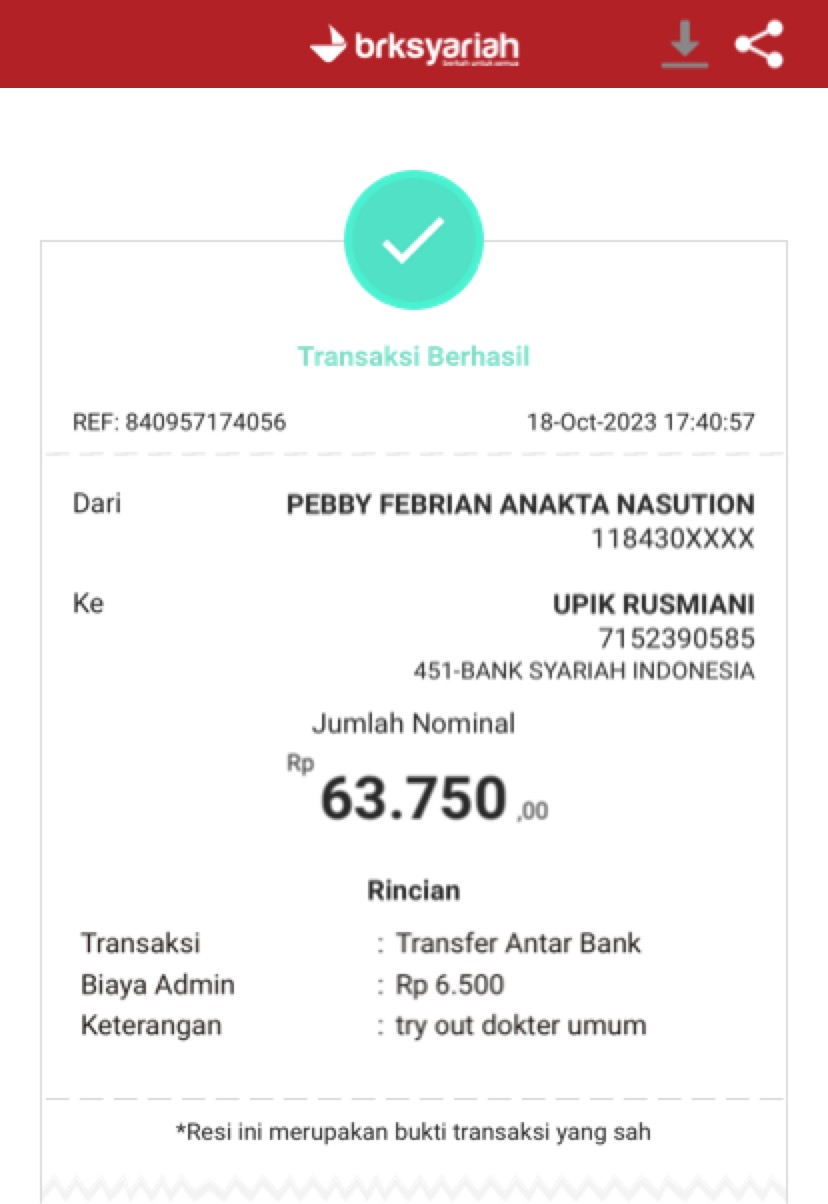 brksyariah
berkah untuk semua
Transaksi Berhasil
REF: 840957174056 18-Oct-2023 17:40:57
Dari PEBBY FEBRIAN ANAKTA NASUTION
118430XXXX
Ke UPIK RUSMIANI
7152390585
451-BANK SYARIAH INDONESIA
Jumlah Nominal
Rp 63.750 ,00
Rincian
Transaksi : Transfer Antar Bank
Biaya Admin : Rp 6.500
Keterangan : try out dokter umum
*Resi ini merupakan bukti transaksi yang sah